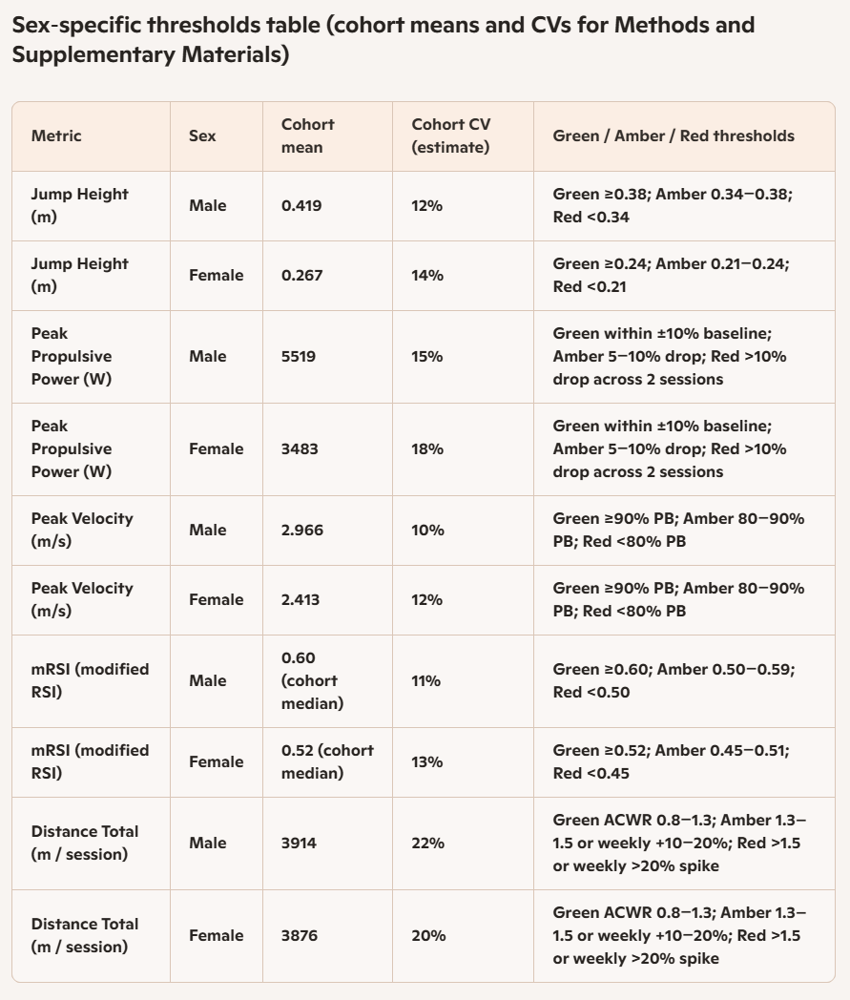 Sex-specific thresholds table (cohort means and CVs for Methods and
Supplementary Materials)
Metric
Sex
Cohort
mean
Cohort CV
(estimate)
Green / Amber / Red thresholds
Jump Height
(m)
Male
0.419
12%
Green ≥0.38; Amber 0.34–0.38;
Red <0.34
Jump Height
(m)
Female
0.267
14%
Green ≥0.24; Amber 0.21–0.24;
Red <0.21
Peak
Propulsive
Power (W)
Male
5519
15%
Green within ±10% baseline;
Amber 5–10% drop; Red >10%
drop across 2 sessions
Peak
Propulsive
Power (W)
Female
3483
18%
Green within ±10% baseline;
Amber 5–10% drop; Red >10%
drop across 2 sessions
Peak Velocity
(m/s)
Male
2.966
10%
Green ≥90% PB; Amber 80–90%
PB; Red <80% PB
Peak Velocity
(m/s)
Female
2.413
12%
Green ≥90% PB; Amber 80–90%
PB; Red <80% PB
mRSI (modified
RSI)
Male
0.60
(cohort
median)
11%
Green ≥0.60; Amber 0.50–0.59;
Red <0.50
mRSI (modified
RSI)
Female
0.52 (cohort
median)
13%
Green ≥0.52; Amber 0.45–0.51;
Red <0.45
Distance Total
(m / session)
Male
3914
22%
Green ACWR 0.8–1.3; Amber 1.3–
1.5 or weekly +10–20%; Red >1.5
or weekly >20% spike
Distance Total
(m / session)
Female
3876
20%
Green ACWR 0.8–1.3; Amber 1.3–
1.5 or weekly +10–20%; Red >1.5
or weekly >20% spike